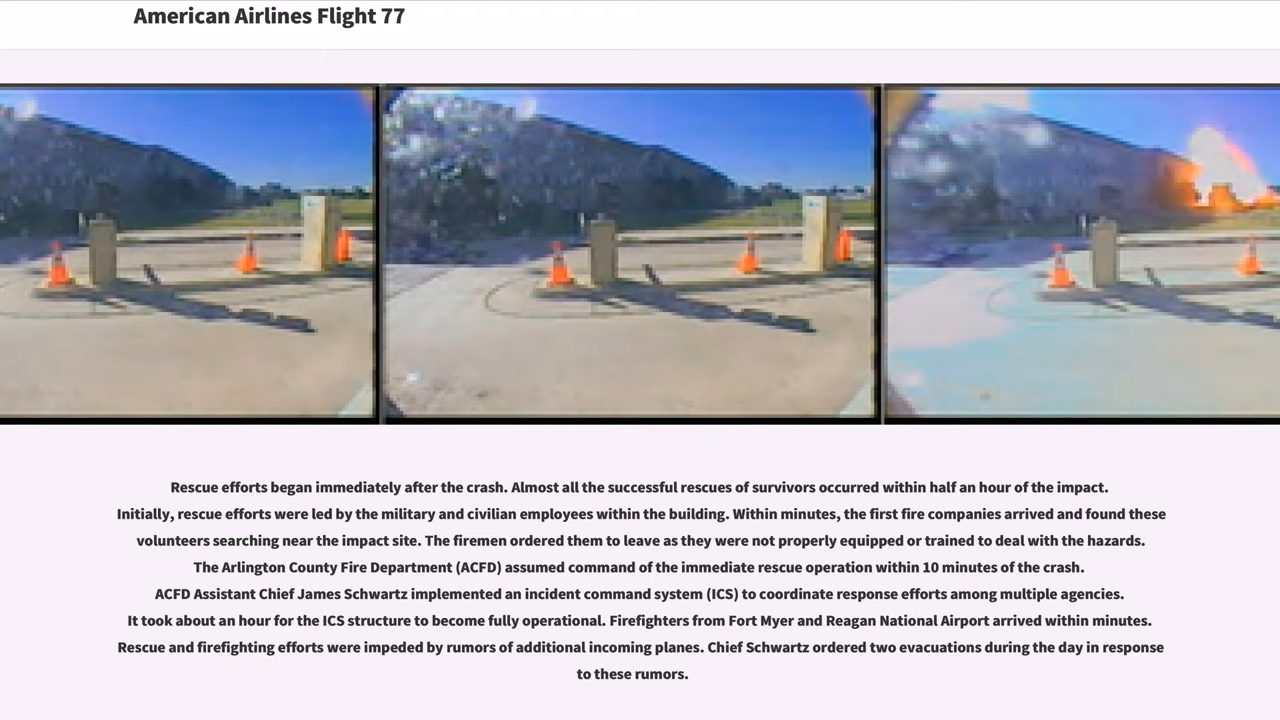 American Airlines Flight 77
Rescue efforts began immediately after the crash. Almost all the successful rescues of survivors occurred within half an hour of the impact.
Initially, rescue efforts were led by the military and civilian employees within the building. Within minutes, the first fire companies arrived and found these
volunteers searching near the impact site. The firemen ordered them to leave as they were not properly equipped or trained to deal with the hazards.
The Arlington County Fire Department (ACFD) assumed command of the immediate rescue operation within 10 minutes of the crash.
ACFD Assistant Chief James Schwartz implemented an incident command system (ICS) to coordinate response efforts among multiple agencies.
It took about an hour for the ICS structure to become fully operational. Firefighters from Fort Myer and Reagan National Airport arrived within minutes.
Rescue and firefighting efforts were impeded by rumors of additional incoming planes. Chief Schwartz ordered two evacuations during the day in response
to these rumors.